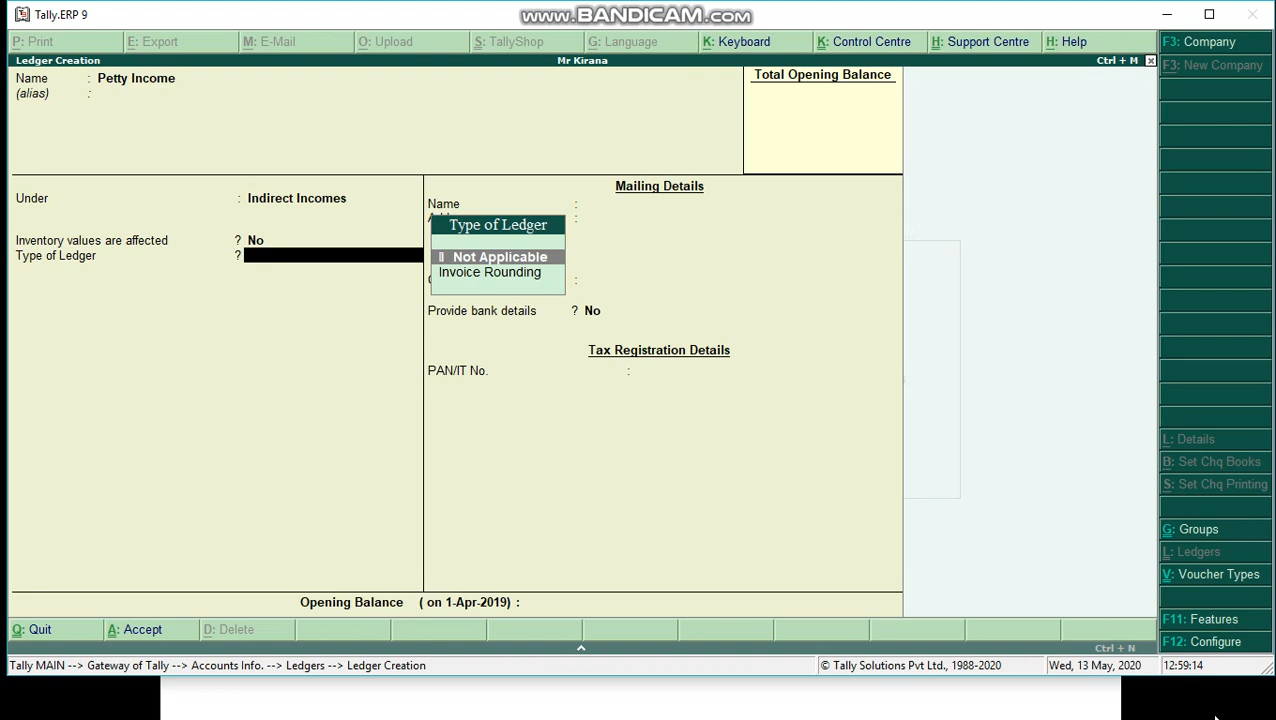 Tally.ERP 9
www.BANDICAM.com
P: Print
E: Export
M: E-Mail
O: Upload
S: TallyShop
G: Language
K: Keyboard
K: Control Centre
H: Support Centre
H: Help
F3: Company
Ledger Creation
Mr Kirana
Ctrl + M
F3: New Company
Name : Petty Income
(alias) :
Total Opening Balance
Under : Indirect Incomes
Inventory values are affected ? No
Type of Ledger ?
Mailing Details
Name :
:
Type of Ledger
Not Applicable
Invoice Rounding
:
Provide bank details ? No
Tax Registration Details
PAN/IT No. :
L: Details
B: Set Chq Books
S: Set Chq Printing
G: Groups
L: Ledgers
V: Voucher Types
F11: Features
F12: Configure
Opening Balance ( on 1-Apr-2019) :
Q: Quit
A: Accept
D: Delete
Ctrl + N
Tally MAIN --> Gateway of Tally --> Accounts Info. --> Ledgers --> Ledger Creation
© Tally Solutions Pvt Ltd., 1988-2020
Wed, 13 May, 2020
12:59:14